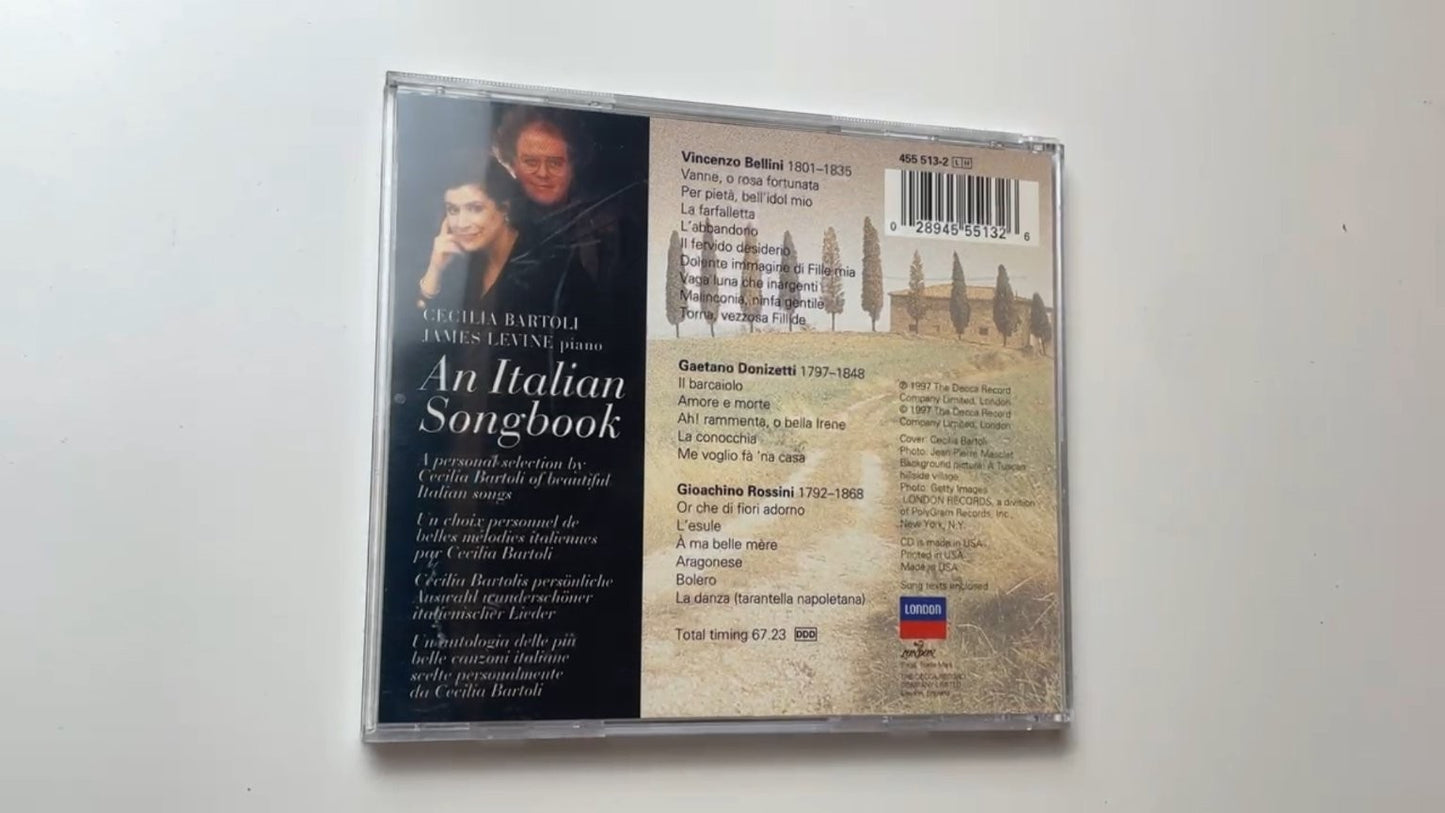 CECILIA BARTOLI
JAMES LEVINE piano
An Italian
Songbook
A personal selection by
Cecilia Bartoli of beautiful
Italian songs
Un choix personnel de
belles mélodies italiennes
par Cecilia Bartoli
Cecilia Bartolis persönliche
Auswahl wunderschöner
italienischer Lieder
Un'antologia delle più
belle canzoni italiane
scelte personalmente
da Cecilia Bartoli
Vincenzo Bellini 1801–1835
Vanne, o rosa fortunata
Per pietà, bell'idol mio
La farfalletta
L'abbandono
Il fervido desiderio
Dolente immagine di Fille mia
Vaga luna che inargenti
Malinconia, ninfa gentile
Torna, vezzosa Fillide
Gaetano Donizetti 1797–1848
Il barcaiolo
Amore e morte
Ah! rammenta, o bella Irene
La conocchia
Me voglio fà 'na casa
Gioachino Rossini 1792–1868
Or che di fiori adorno
L'esule
À ma belle mère
Aragonese
Bolero
La danza (tarantella napoletana)
Total timing 67.23 DDD
455 513-2 LH
0 28945 55132 6
℗ 1997 The Decca Record
Company Limited, London
© 1997 The Decca Record
Company Limited, London
Cover: Cecilia Bartoli
Photo: Jean Pierre Masclet
Background picture: A Tuscan
hillside village
Photo: Getty Images
LONDON RECORDS, a division
of PolyGram Records, Inc.,
New York, N.Y.
CD is made in USA
Printed in USA
Made in USA
Song texts enclosed
LONDON
THE DECCA RECORD
COMPANY LIMITED
London, England